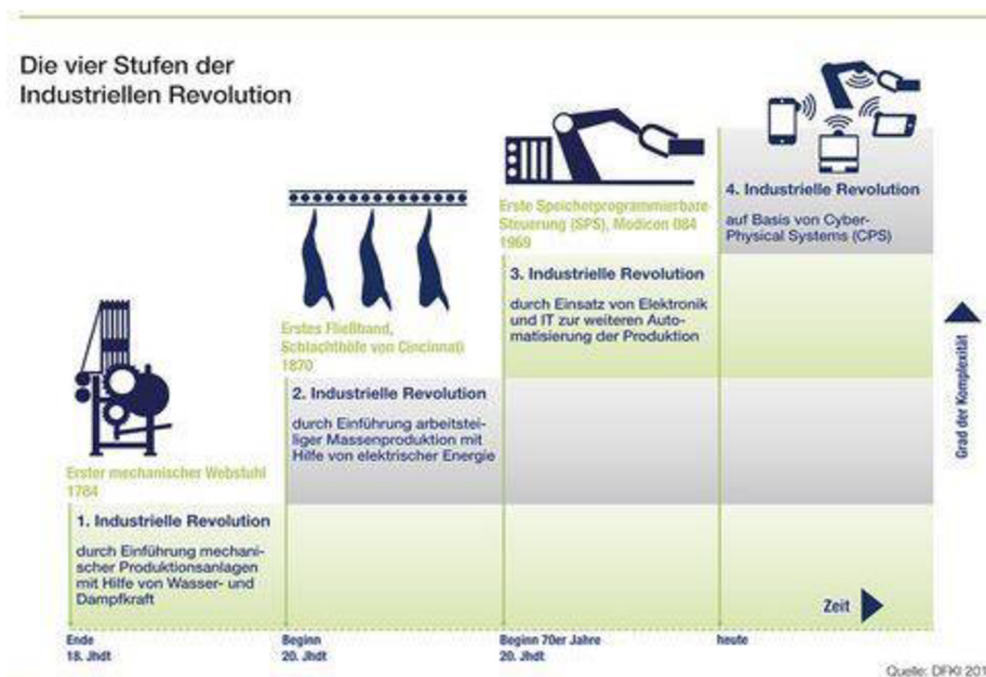 Die vier Stufen der
Industriellen Revolution
Erster mechanischer Webstuhl
1784
1. Industrielle Revolution
durch Einführung mechani-
scher Produktionsanlagen
mit Hilfe von Wasser- und
Dampfkraft
Erstes Fließband,
Schlachthöfe von Cincinnati
1870
2. Industrielle Revolution
durch Einführung arbeitstei-
liger Massenproduktion mit
Hilfe von elektrischer Energie
Erste Speicherprogrammierbare
Steuerung (SPS), Modicon 084
1969
3. Industrielle Revolution
durch Einsatz von Elektronik
und IT zur weiteren Auto-
matisierung der Produktion
4. Industrielle Revolution
auf Basis von Cyber-
Physical Systems (CPS)
Grad der Komplexität
Zeit
Ende
18. Jhdt
Beginn
20. Jhdt
Beginn 70er Jahre
20. Jhdt
heute
Quelle: DFKI 201